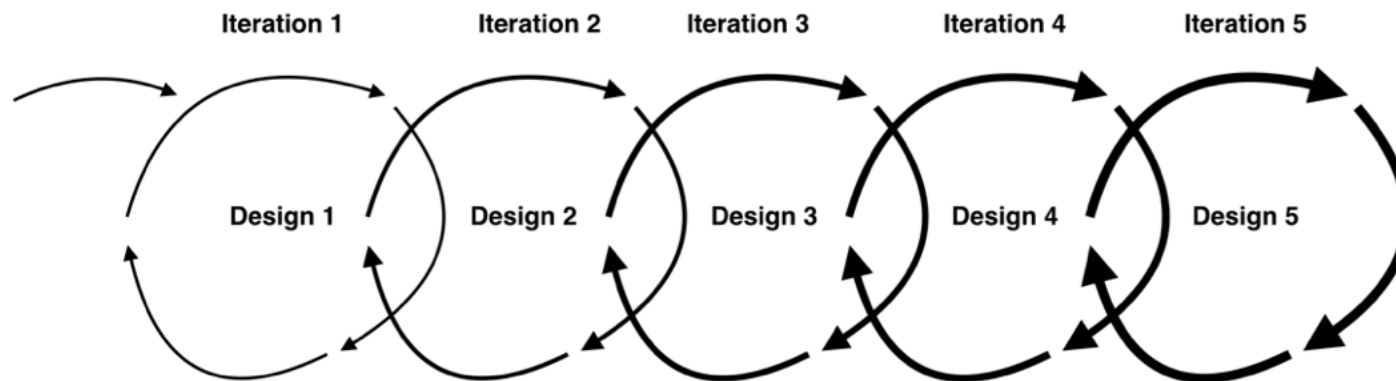 Iteration 1 Iteration 2 Iteration 3 Iteration 4 Iteration 5
Design 1 Design 2 Design 3 Design 4 Design 5